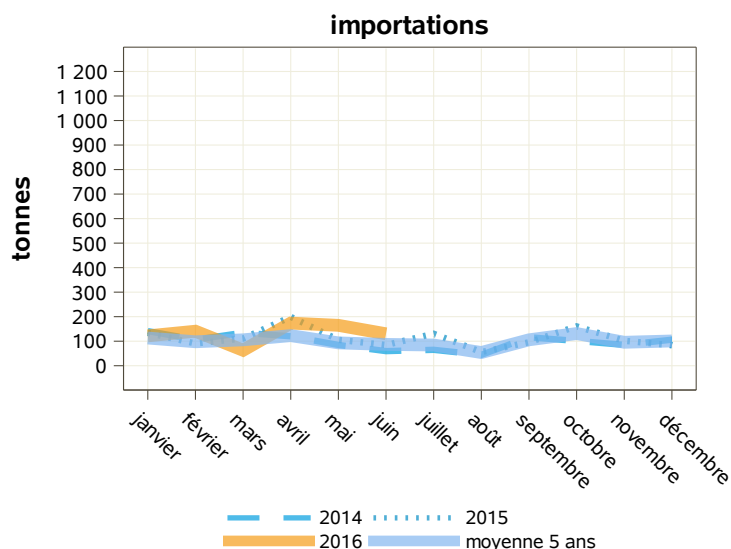 importations
tonnes
1 200
1 100
1 000
900
800
700
600
500
400
300
200
100
0
janvier
février
mars
avril
mai
juin
juillet
août
septembre
octobre
novembre
décembre
2014
2015
2016
moyenne 5 ans